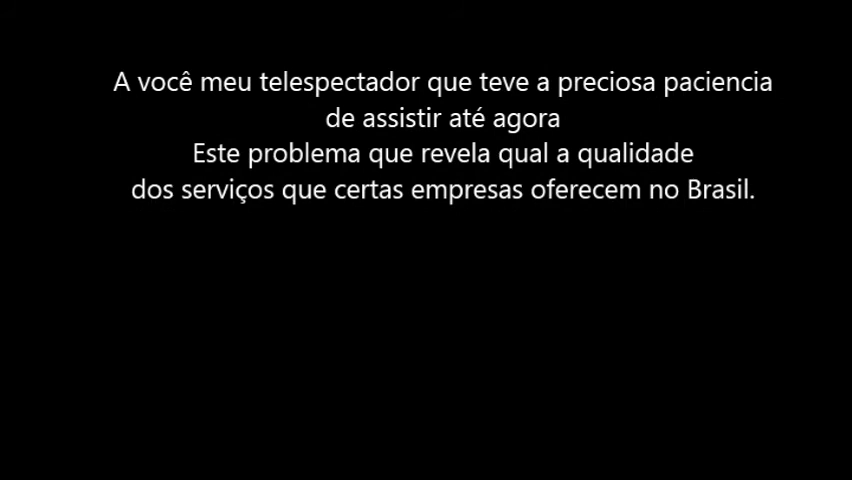 A você meu telespectador que teve a preciosa paciencia
de assistir até agora
Este problema que revela qual a qualidade
dos serviços que certas empresas oferecem no Brasil.